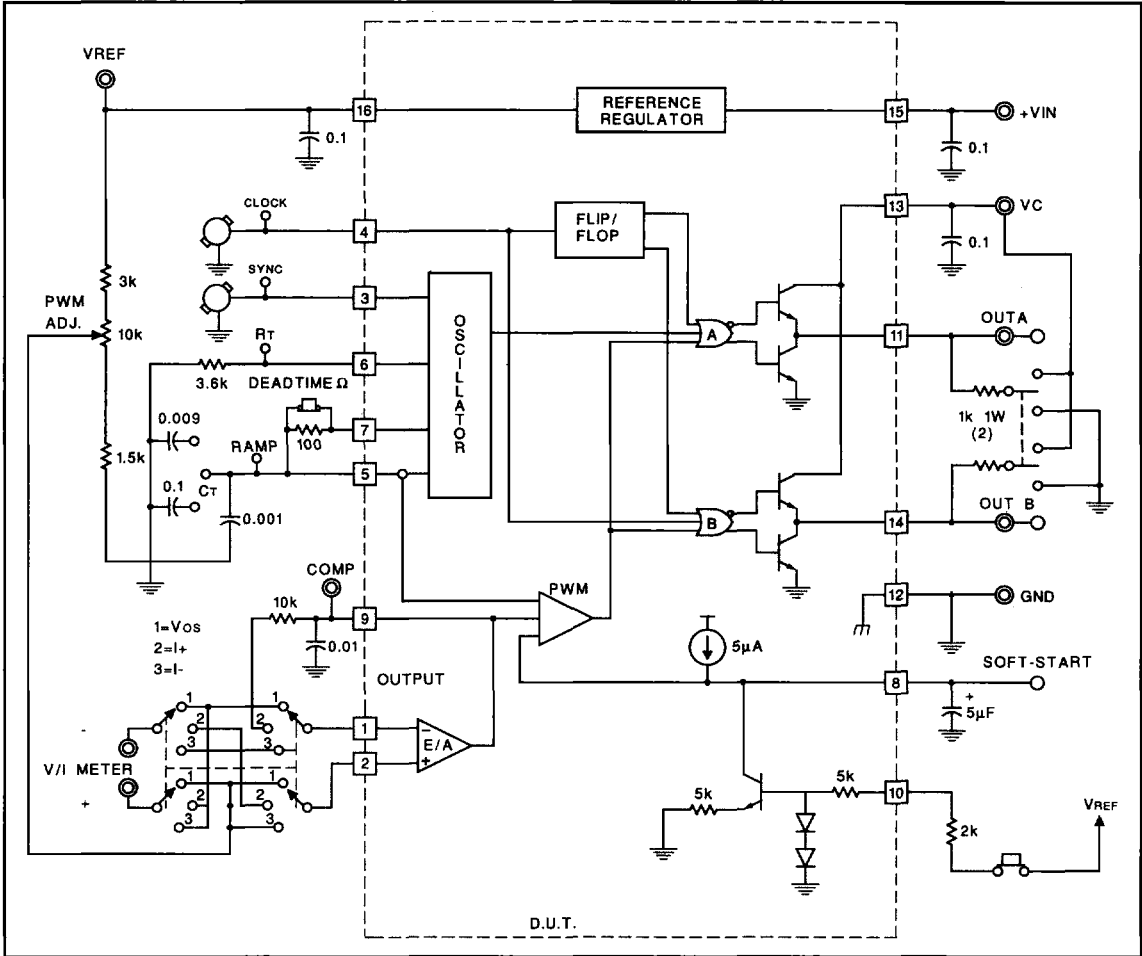 VREF
16
REFERENCE
REGULATOR
15
+VIN
0.1
0.1
CLOCK
4
FLIP/
FLOP
13
VC
0.1
SYNC
3
3k
PWM
ADJ.
10k
RT
6
3.6k
DEADTIME Ω
OSCILLATOR
A
11
OUTA
1k 1W
(2)
0.009
100
7
RAMP
5
1.5k
0.1
CT
0.001
B
14
OUT B
COMP
10k
9
0.01
PWM
12
GND
1=VOS
2=I+
3=I-
5µA
SOFT-START
8
+
5µF
OUTPUT
1
1
2
2
3
3
1
-
E/A
+
2
-
V/I METER
+
1
1
2
2
3
3
5k
5k
10
2k
VREF
D.U.T.